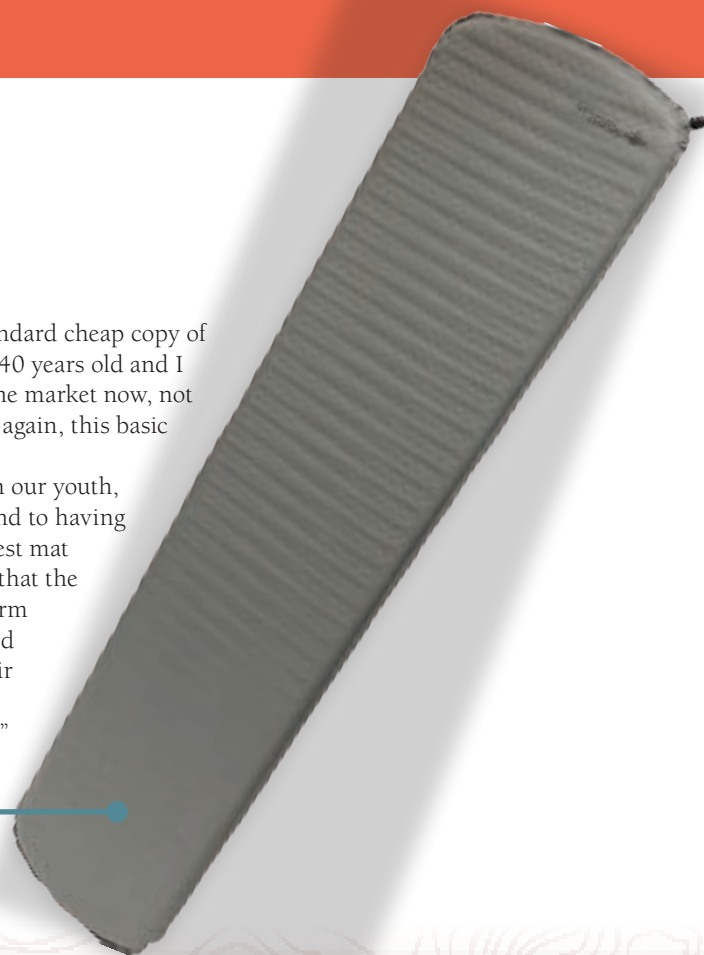 ndard cheap copy of
40 years old and I
he market now, not
again, this basic
n our youth,
nd to having
est mat
that the
rm
d
ir
”